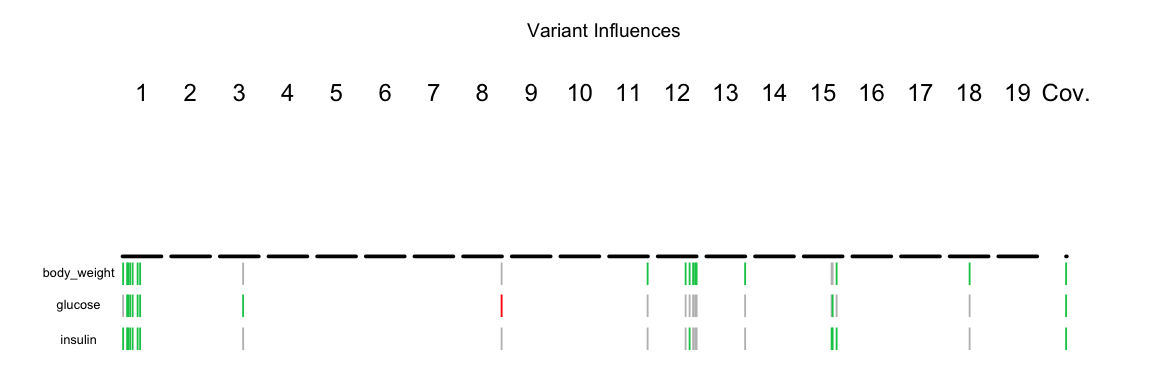 Variant Influences
1 2 3 4 5 6 7 8 9 10 11 12 13 14 15 16 17 18 19 Cov.
body_weight
glucose
insulin